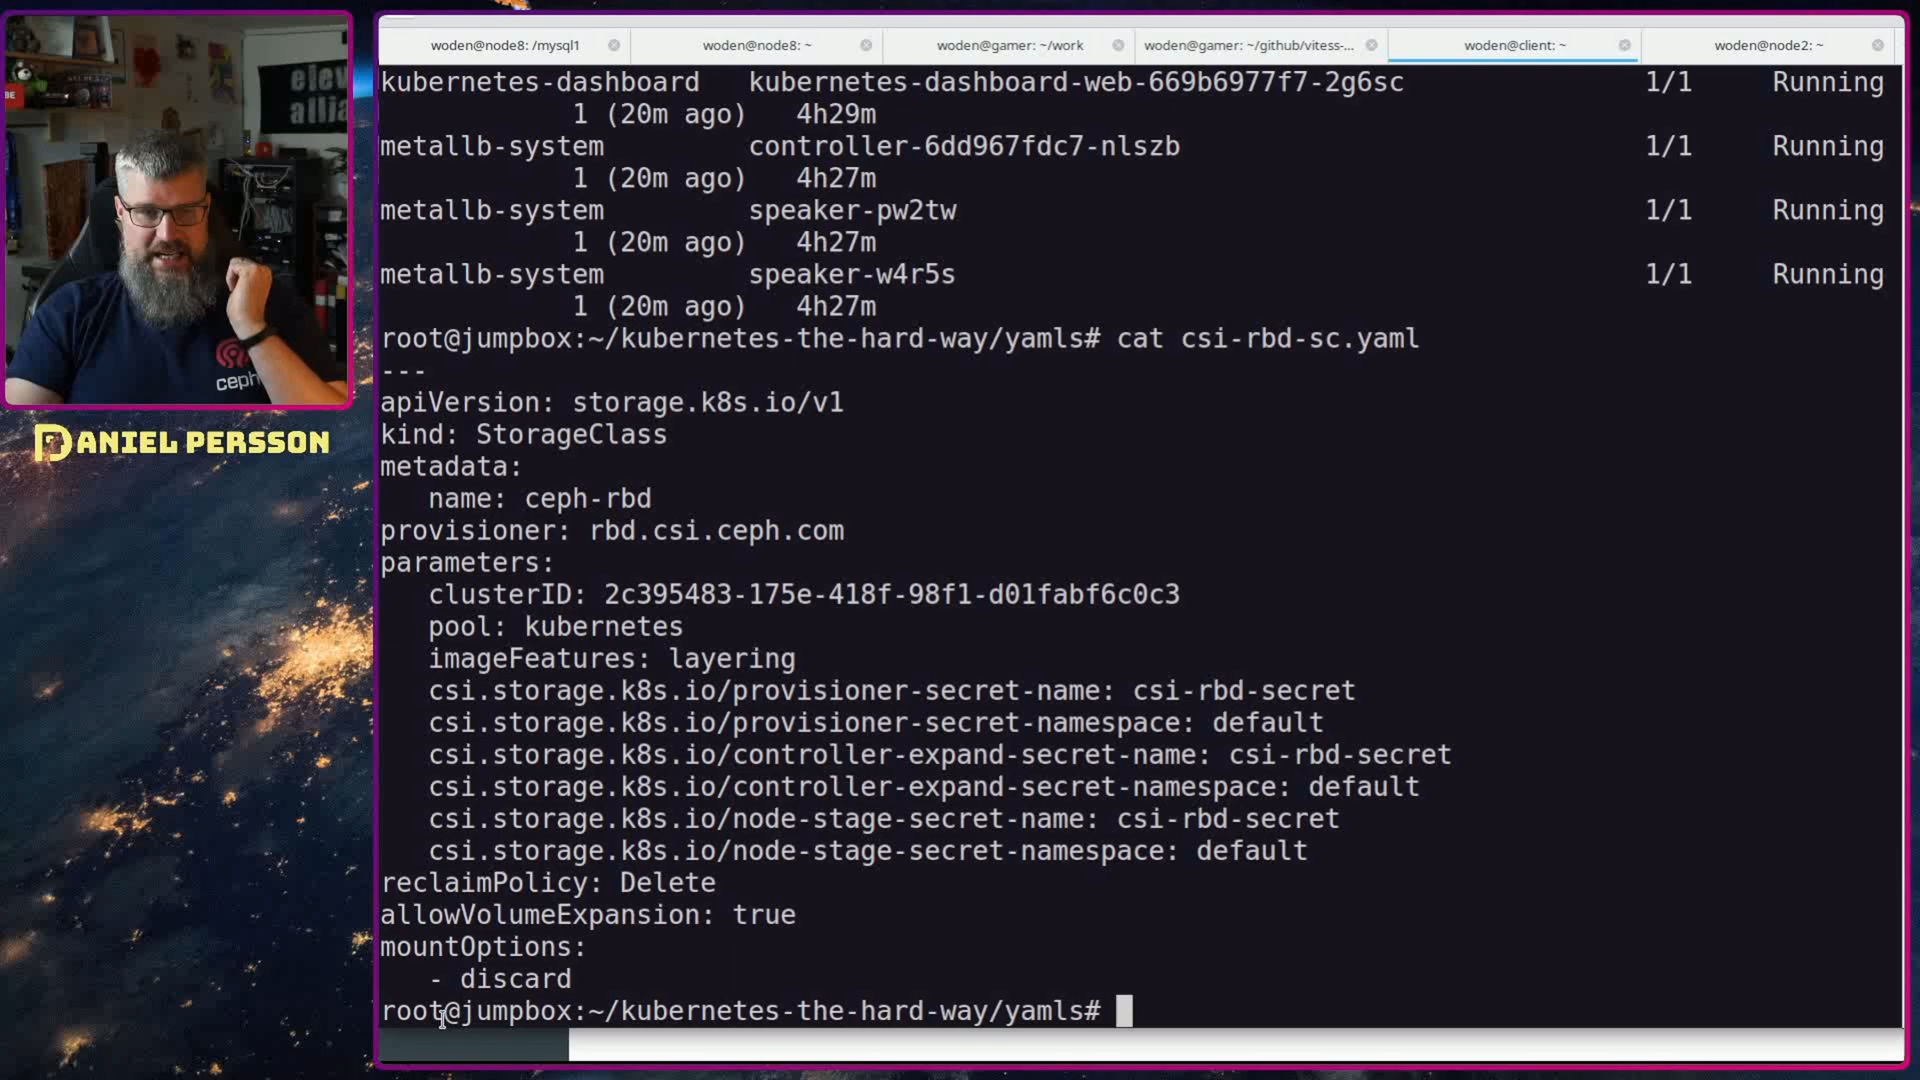 woden@node8: /mysql1
woden@node8: ~
woden@gamer: ~/work
woden@gamer: ~/github/vitess-...
woden@client: ~
woden@node2: ~
kubernetes-dashboard kubernetes-dashboard-web-669b6977f7-2g6sc 1/1 Running
1 (20m ago) 4h29m
metallb-system controller-6dd967fdc7-nlszb 1/1 Running
1 (20m ago) 4h27m
metallb-system speaker-pw2tw 1/1 Running
1 (20m ago) 4h27m
metallb-system speaker-w4r5s 1/1 Running
1 (20m ago) 4h27m
root@jumpbox:~/kubernetes-the-hard-way/yamls# cat csi-rbd-sc.yaml
---
apiVersion: storage.k8s.io/v1
kind: StorageClass
metadata:
name: ceph-rbd
provisioner: rbd.csi.ceph.com
parameters:
clusterID: 2c395483-175e-418f-98f1-d01fabf6c0c3
pool: kubernetes
imageFeatures: layering
csi.storage.k8s.io/provisioner-secret-name: csi-rbd-secret
csi.storage.k8s.io/provisioner-secret-namespace: default
csi.storage.k8s.io/controller-expand-secret-name: csi-rbd-secret
csi.storage.k8s.io/controller-expand-secret-namespace: default
csi.storage.k8s.io/node-stage-secret-name: csi-rbd-secret
csi.storage.k8s.io/node-stage-secret-namespace: default
reclaimPolicy: Delete
allowVolumeExpansion: true
mountOptions:
- discard
root@jumpbox:~/kubernetes-the-hard-way/yamls#
ceph
DANIEL PERSSON